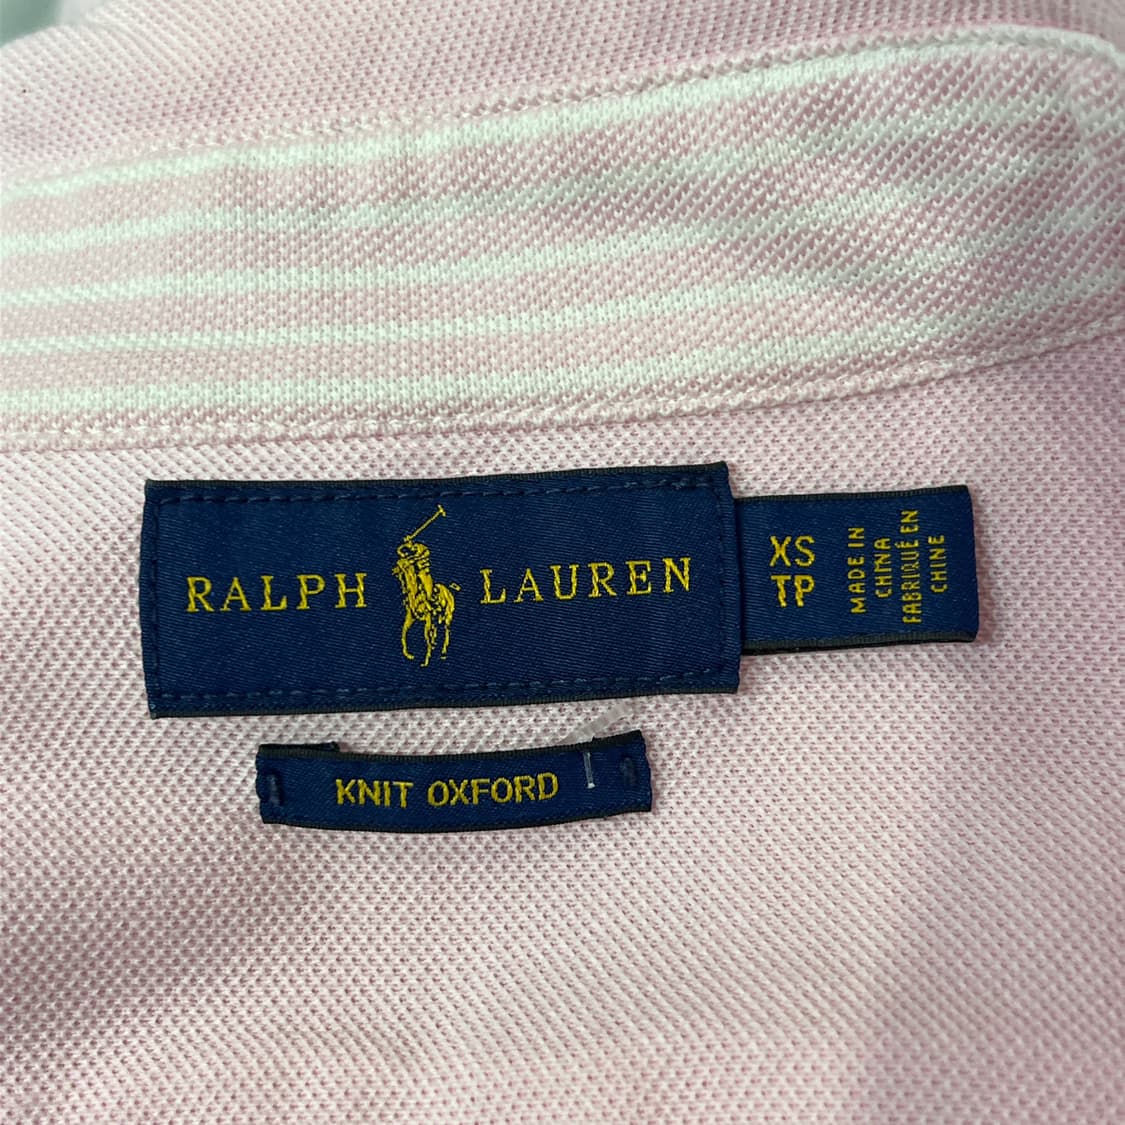 RALPH LAUREN
XS
TP
MADE IN
CHINA
FABRIQUÉ EN
CHINE
KNIT OXFORD